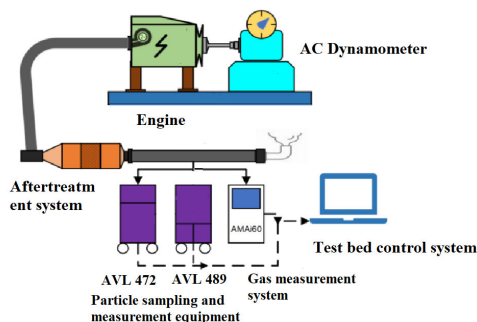 AC Dynamometer
Engine
Aftertreatm
ent system
AMAi60
Test bed control system
AVL 472
AVL 489
Gas measurement
system
Particle sampling and
measurement equipment